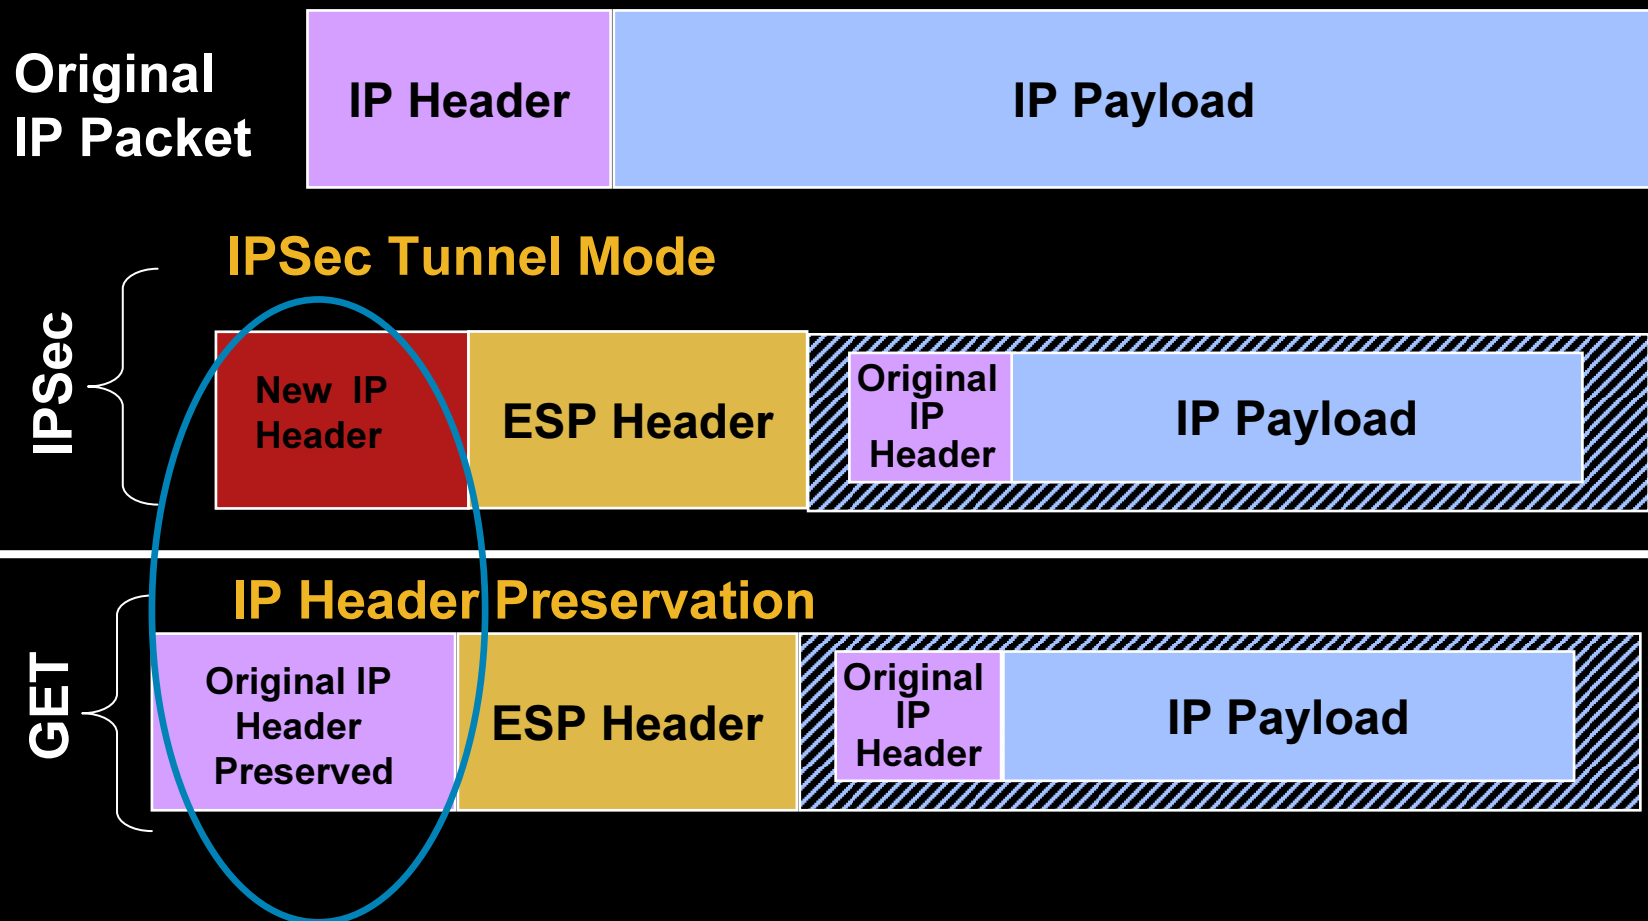 Original
IP Packet
IP Header
IP Payload
IPSec Tunnel Mode
IPSec
New IP
Header
ESP Header
Original
IP
Header
IP Payload
IP Header Preservation
GET
Original IP
Header
Preserved
ESP Header
Original
IP
Header
IP Payload